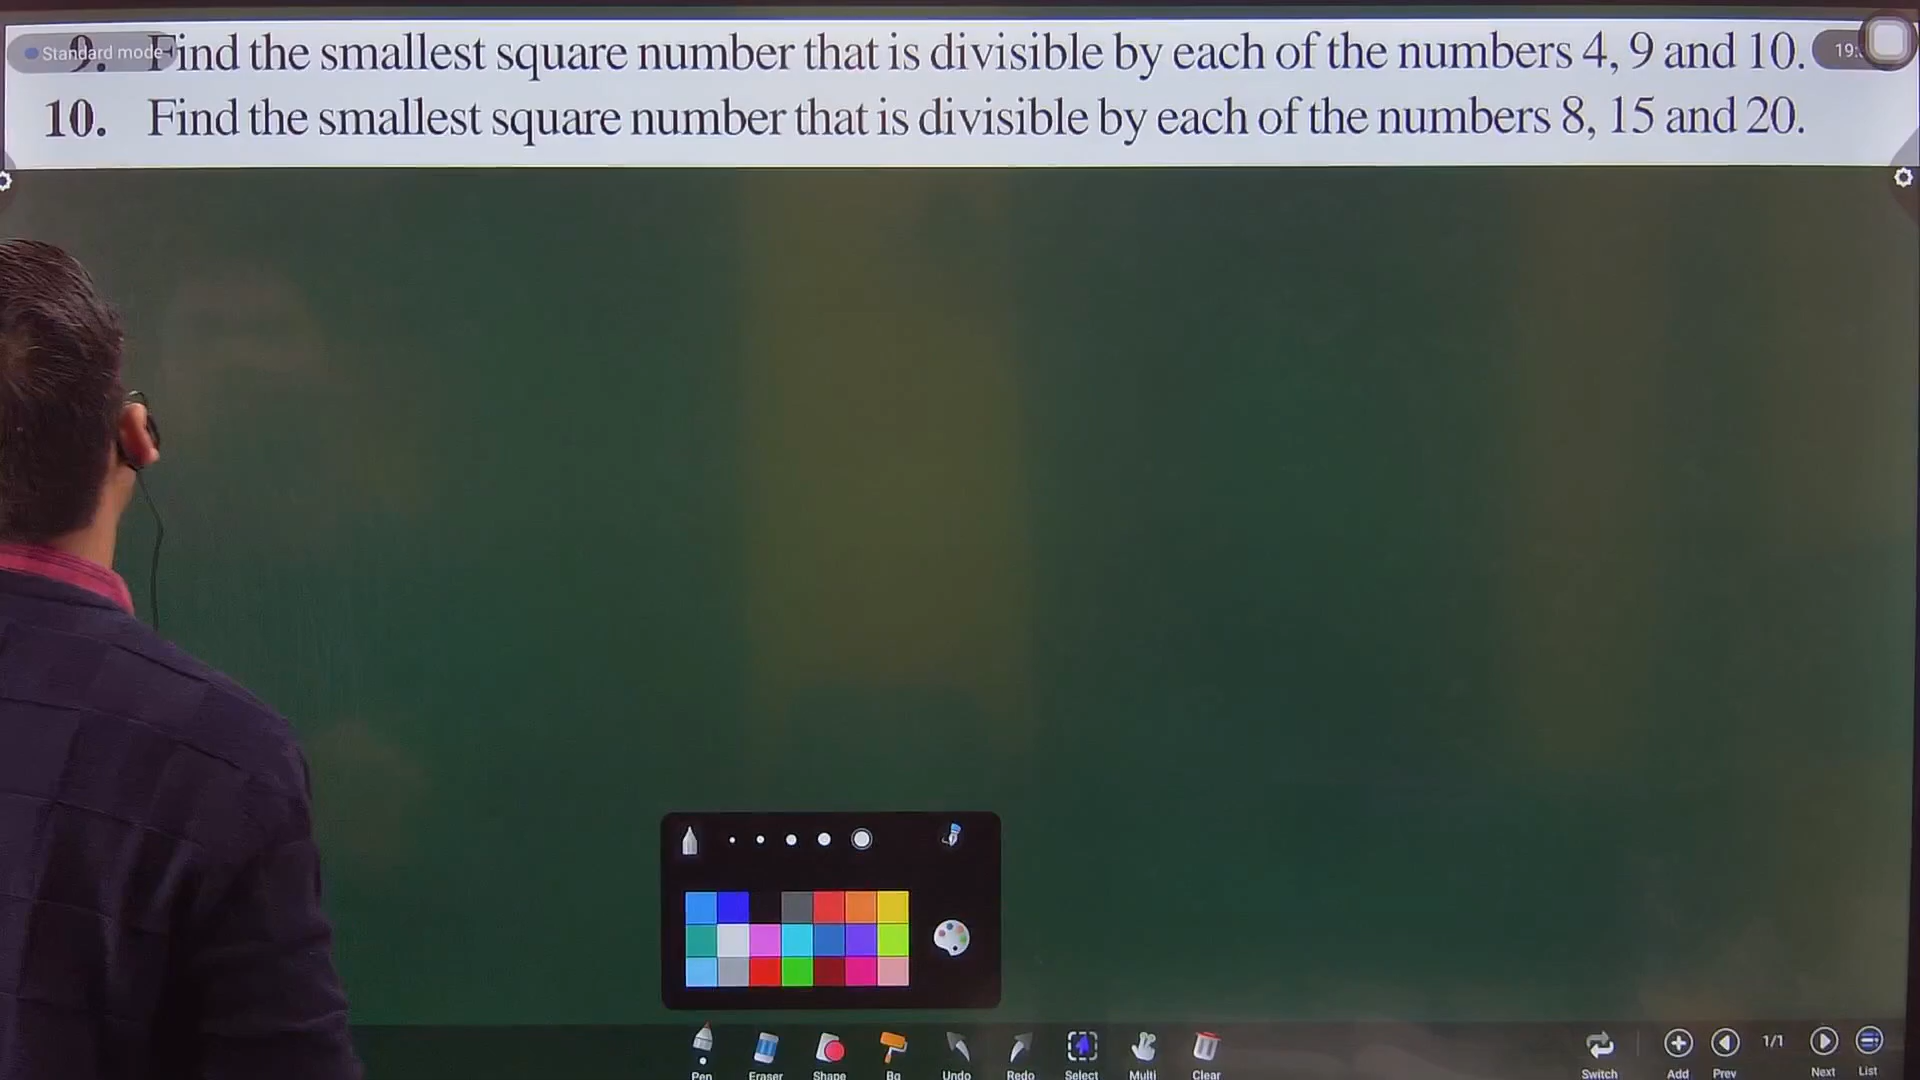 Standard mode
9. Find the smallest square number that is divisible by each of the numbers 4, 9 and 10.
19:
10. Find the smallest square number that is divisible by each of the numbers 8, 15 and 20.
Pen Eraser Shape Bg Undo Redo Select Multi Clear Switch Add Prev 1/1 Next List